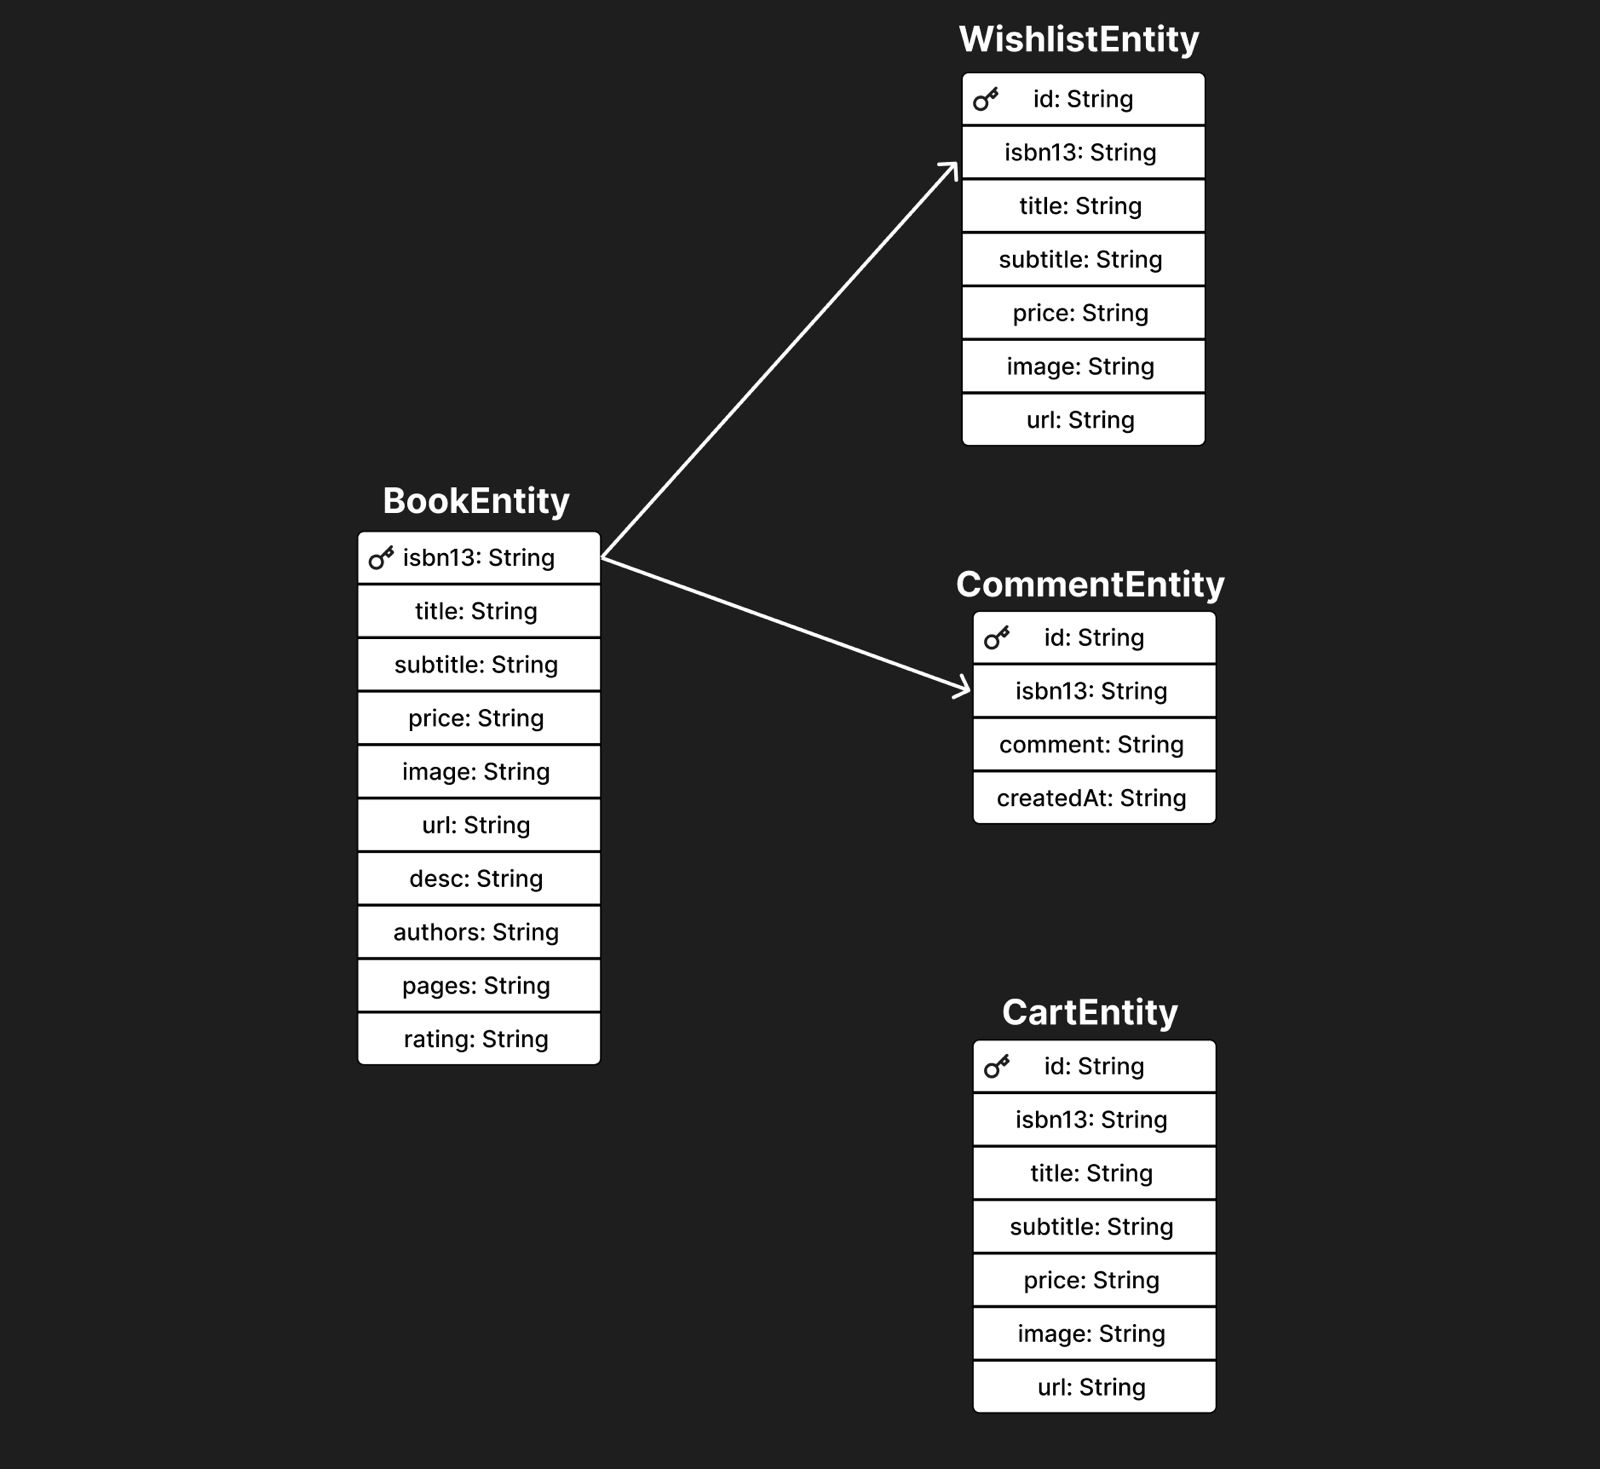 WishlistEntity
id: String
isbn13: String
title: String
subtitle: String
price: String
image: String
url: String
BookEntity
isbn13: String
title: String
subtitle: String
price: String
image: String
url: String
desc: String
authors: String
pages: String
rating: String
CommentEntity
id: String
isbn13: String
comment: String
createdAt: String
CartEntity
id: String
isbn13: String
title: String
subtitle: String
price: String
image: String
url: String